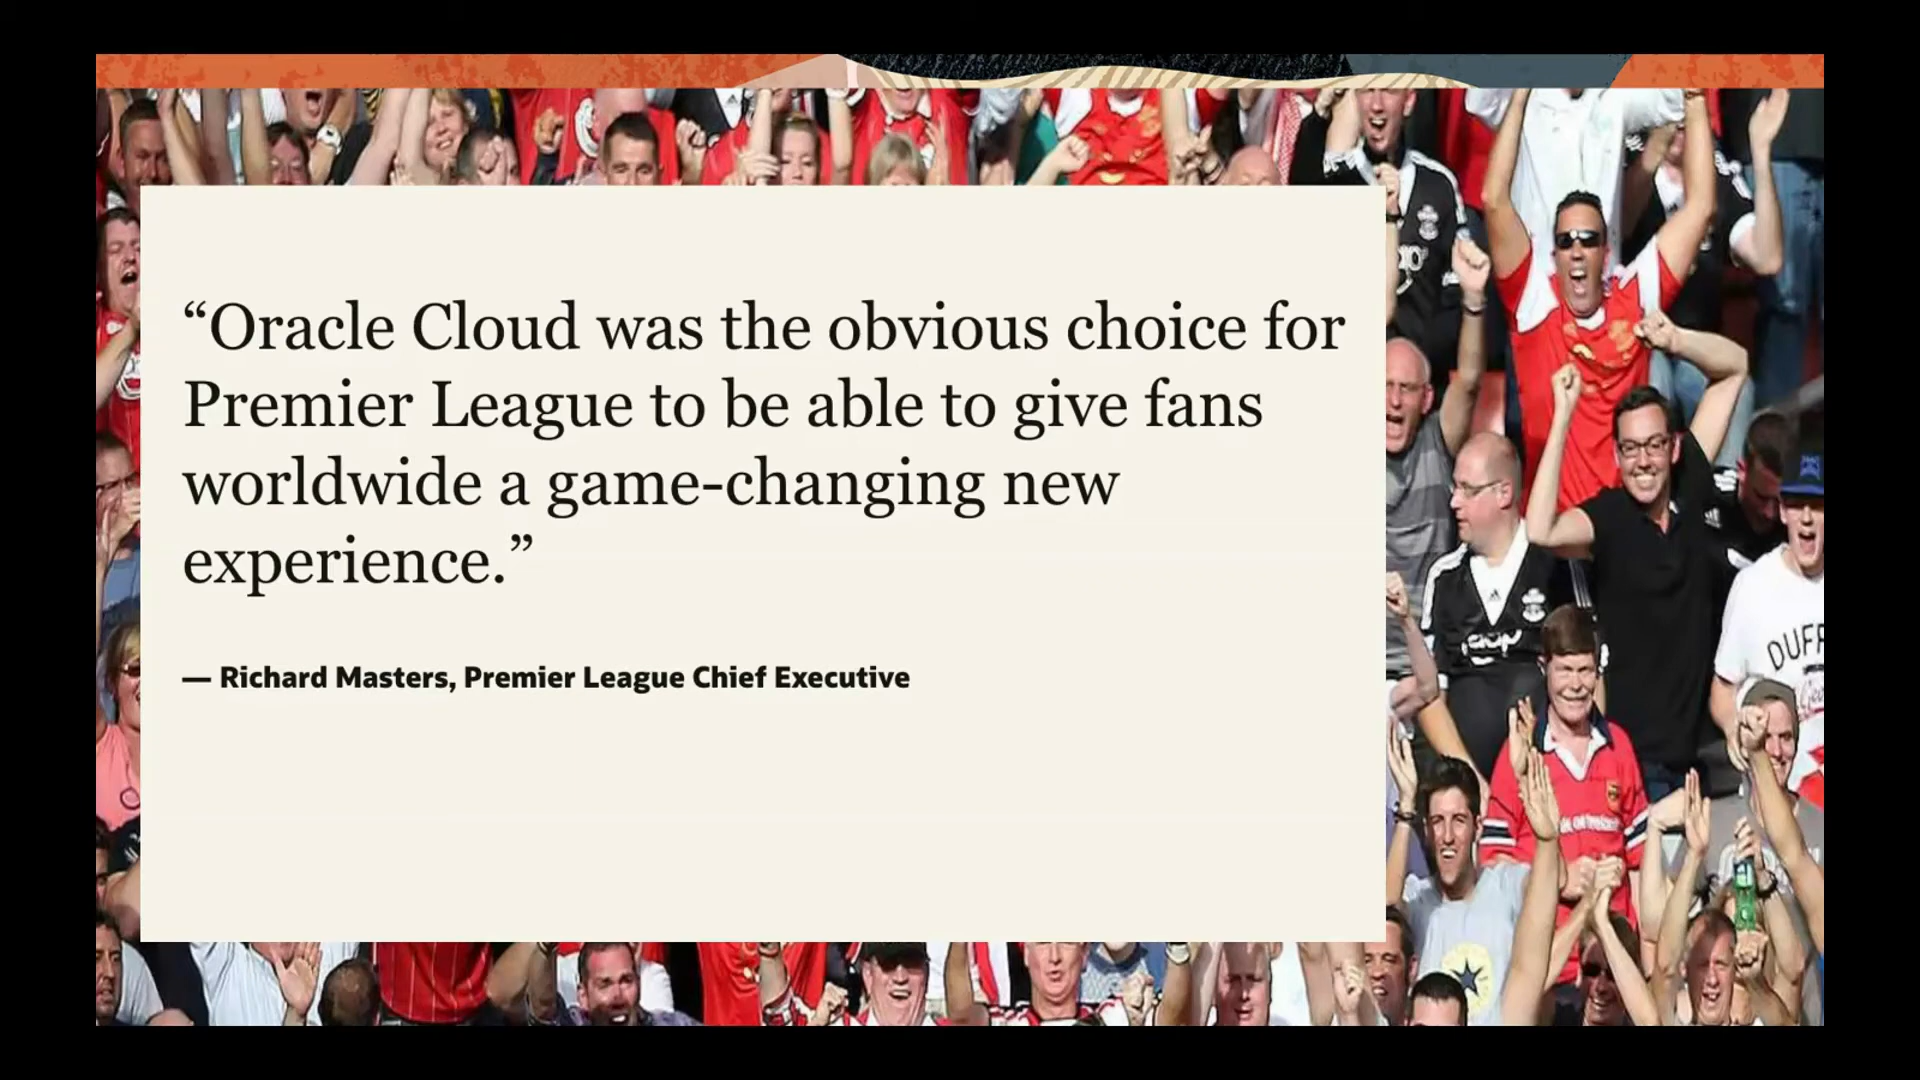 “Oracle Cloud was the obvious choice for
Premier League to be able to give fans
worldwide a game-changing new
experience.”
— Richard Masters, Premier League Chief Executive
DUFF